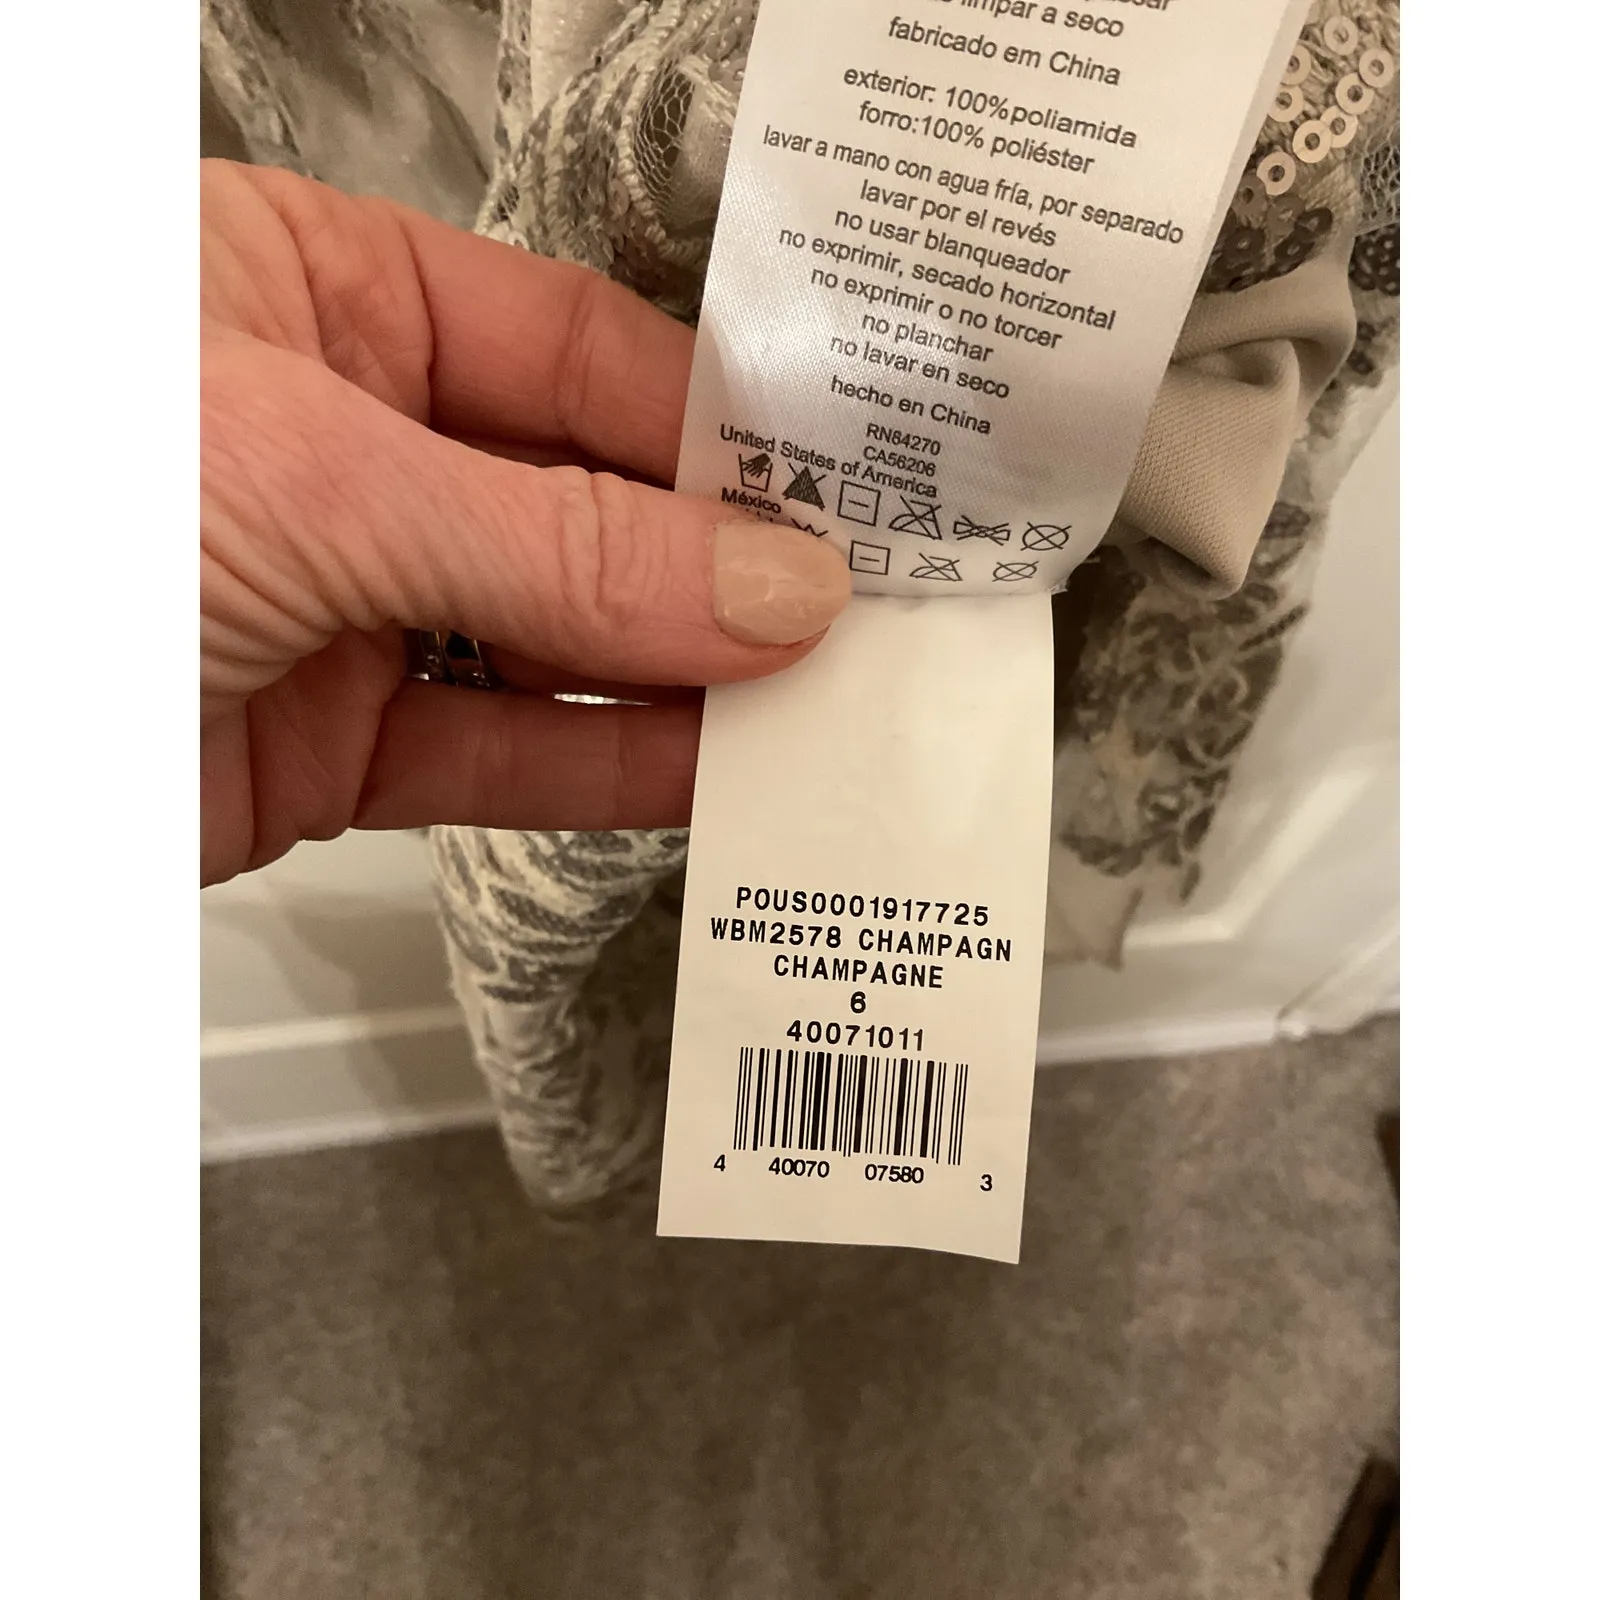 limpar a seco
fabricado em China
exterior: 100%poliamida
forro:100% poliéster
lavar a mano con agua fría, por separado
lavar por el revés
no usar blanqueador
no exprimir, secado horizontal
no exprimir o no torcer
no planchar
no lavar en seco
hecho en China
RN64270
CA56206
United States of America
México
POUS0001917725
WBM2578 CHAMPAGN
CHAMPAGNE
6
40071011
4 40070 07580 3